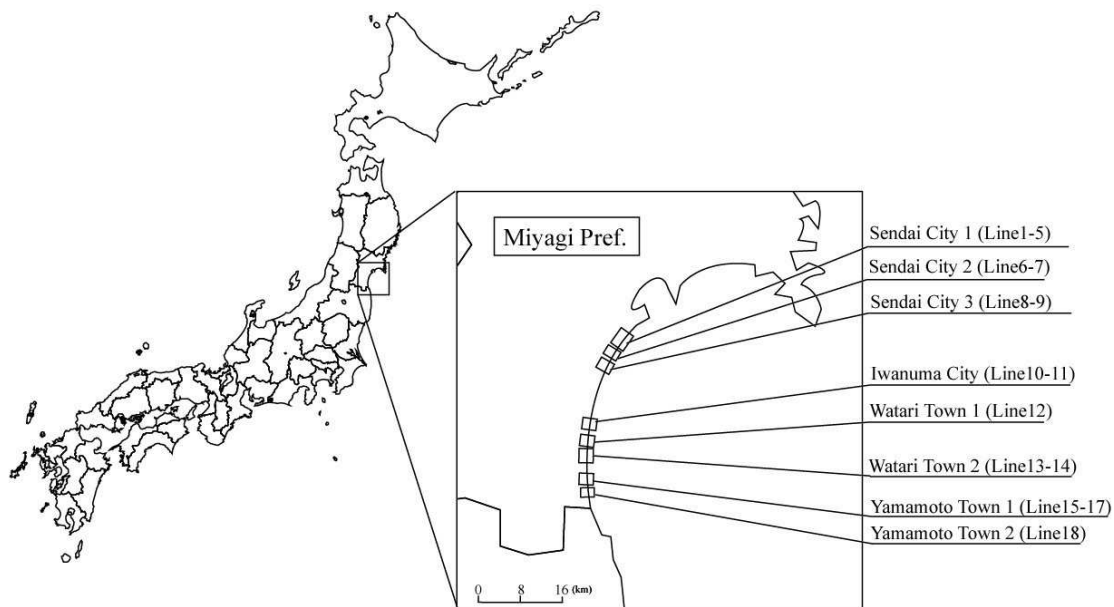 Miyagi Pref.
Sendai City 1 (Line1-5)
Sendai City 2 (Line6-7)
Sendai City 3 (Line8-9)
Iwanuma City (Line10-11)
Watari Town 1 (Line12)
Watari Town 2 (Line13-14)
Yamamoto Town 1 (Line15-17)
Yamamoto Town 2 (Line18)
0 8 16 (km)